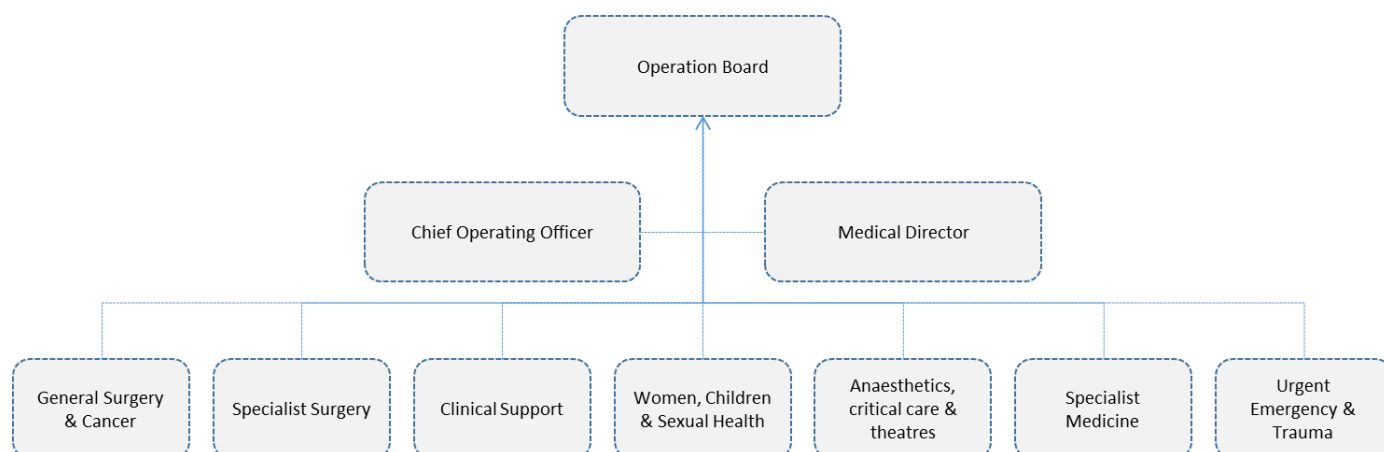 Operation Board
Chief Operating Officer
Medical Director
General Surgery
& Cancer
Specialist Surgery
Clinical Support
Women, Children
& Sexual Health
Anaesthetics,
critical care &
theatres
Specialist
Medicine
Urgent
Emergency &
Trauma